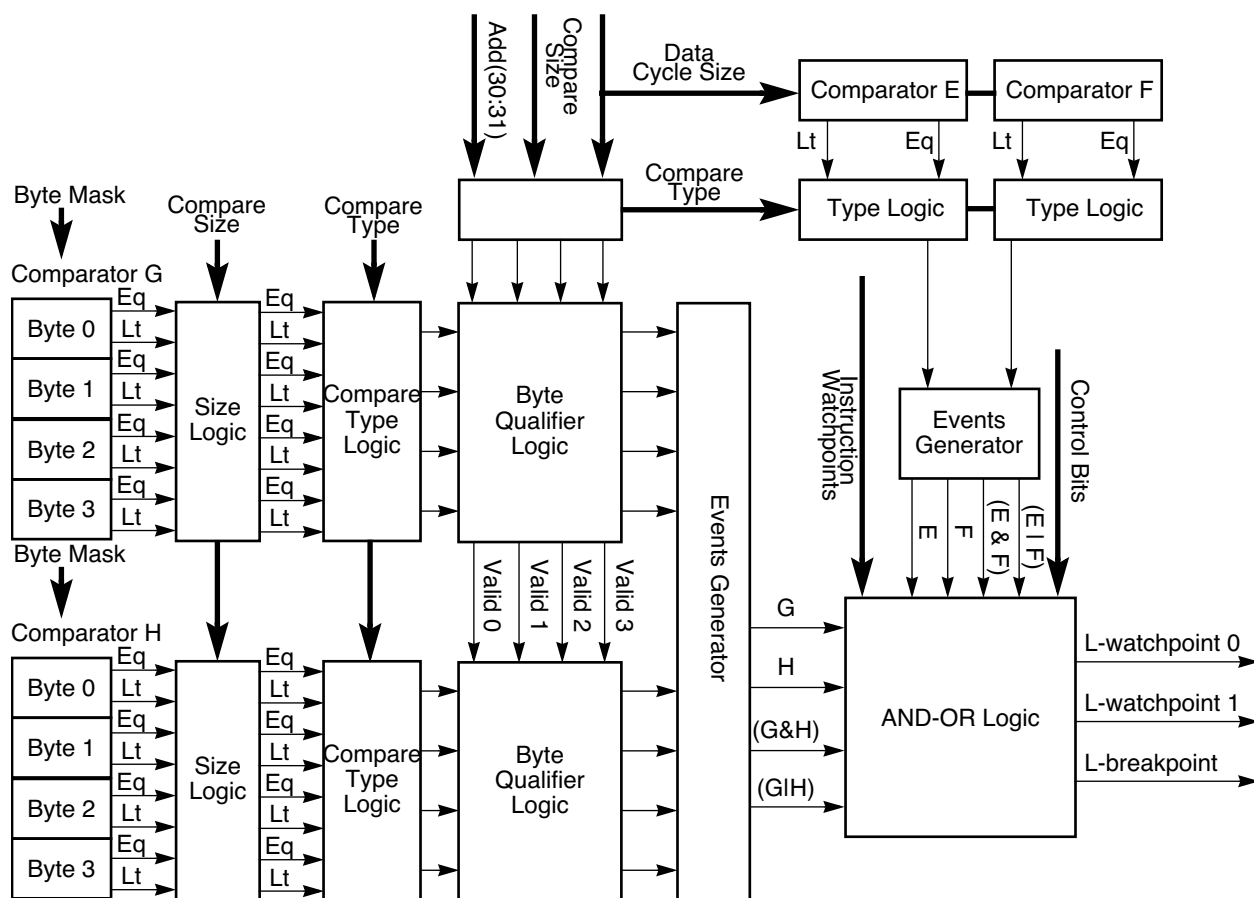 Add(30:31)
Compare
Size
Data
Cycle Size
Comparator E
Comparator F
Lt
Eq
Lt
Eq
Compare
Type
Type Logic
Type Logic
Byte Mask
Compare
Size
Compare
Type
Comparator G
Byte 0
Byte 1
Byte 2
Byte 3
Eq
Lt
Eq
Lt
Eq
Lt
Eq
Lt
Size
Logic
Eq
Lt
Eq
Lt
Eq
Lt
Eq
Lt
Compare
Type
Logic
Byte
Qualifier
Logic
Instruction
Watchpoints
Events
Generator
Control Bits
E
F
(E & F)
(E | F)
Byte Mask
Valid 0
Valid 1
Valid 2
Valid 3
Events Generator
Comparator H
Byte 0
Byte 1
Byte 2
Byte 3
Eq
Lt
Eq
Lt
Eq
Lt
Eq
Lt
Size
Logic
Eq
Lt
Eq
Lt
Eq
Lt
Eq
Lt
Compare
Type
Logic
Byte
Qualifier
Logic
G
H
(G&H)
(G|H)
AND-OR Logic
L-watchpoint 0
L-watchpoint 1
L-breakpoint